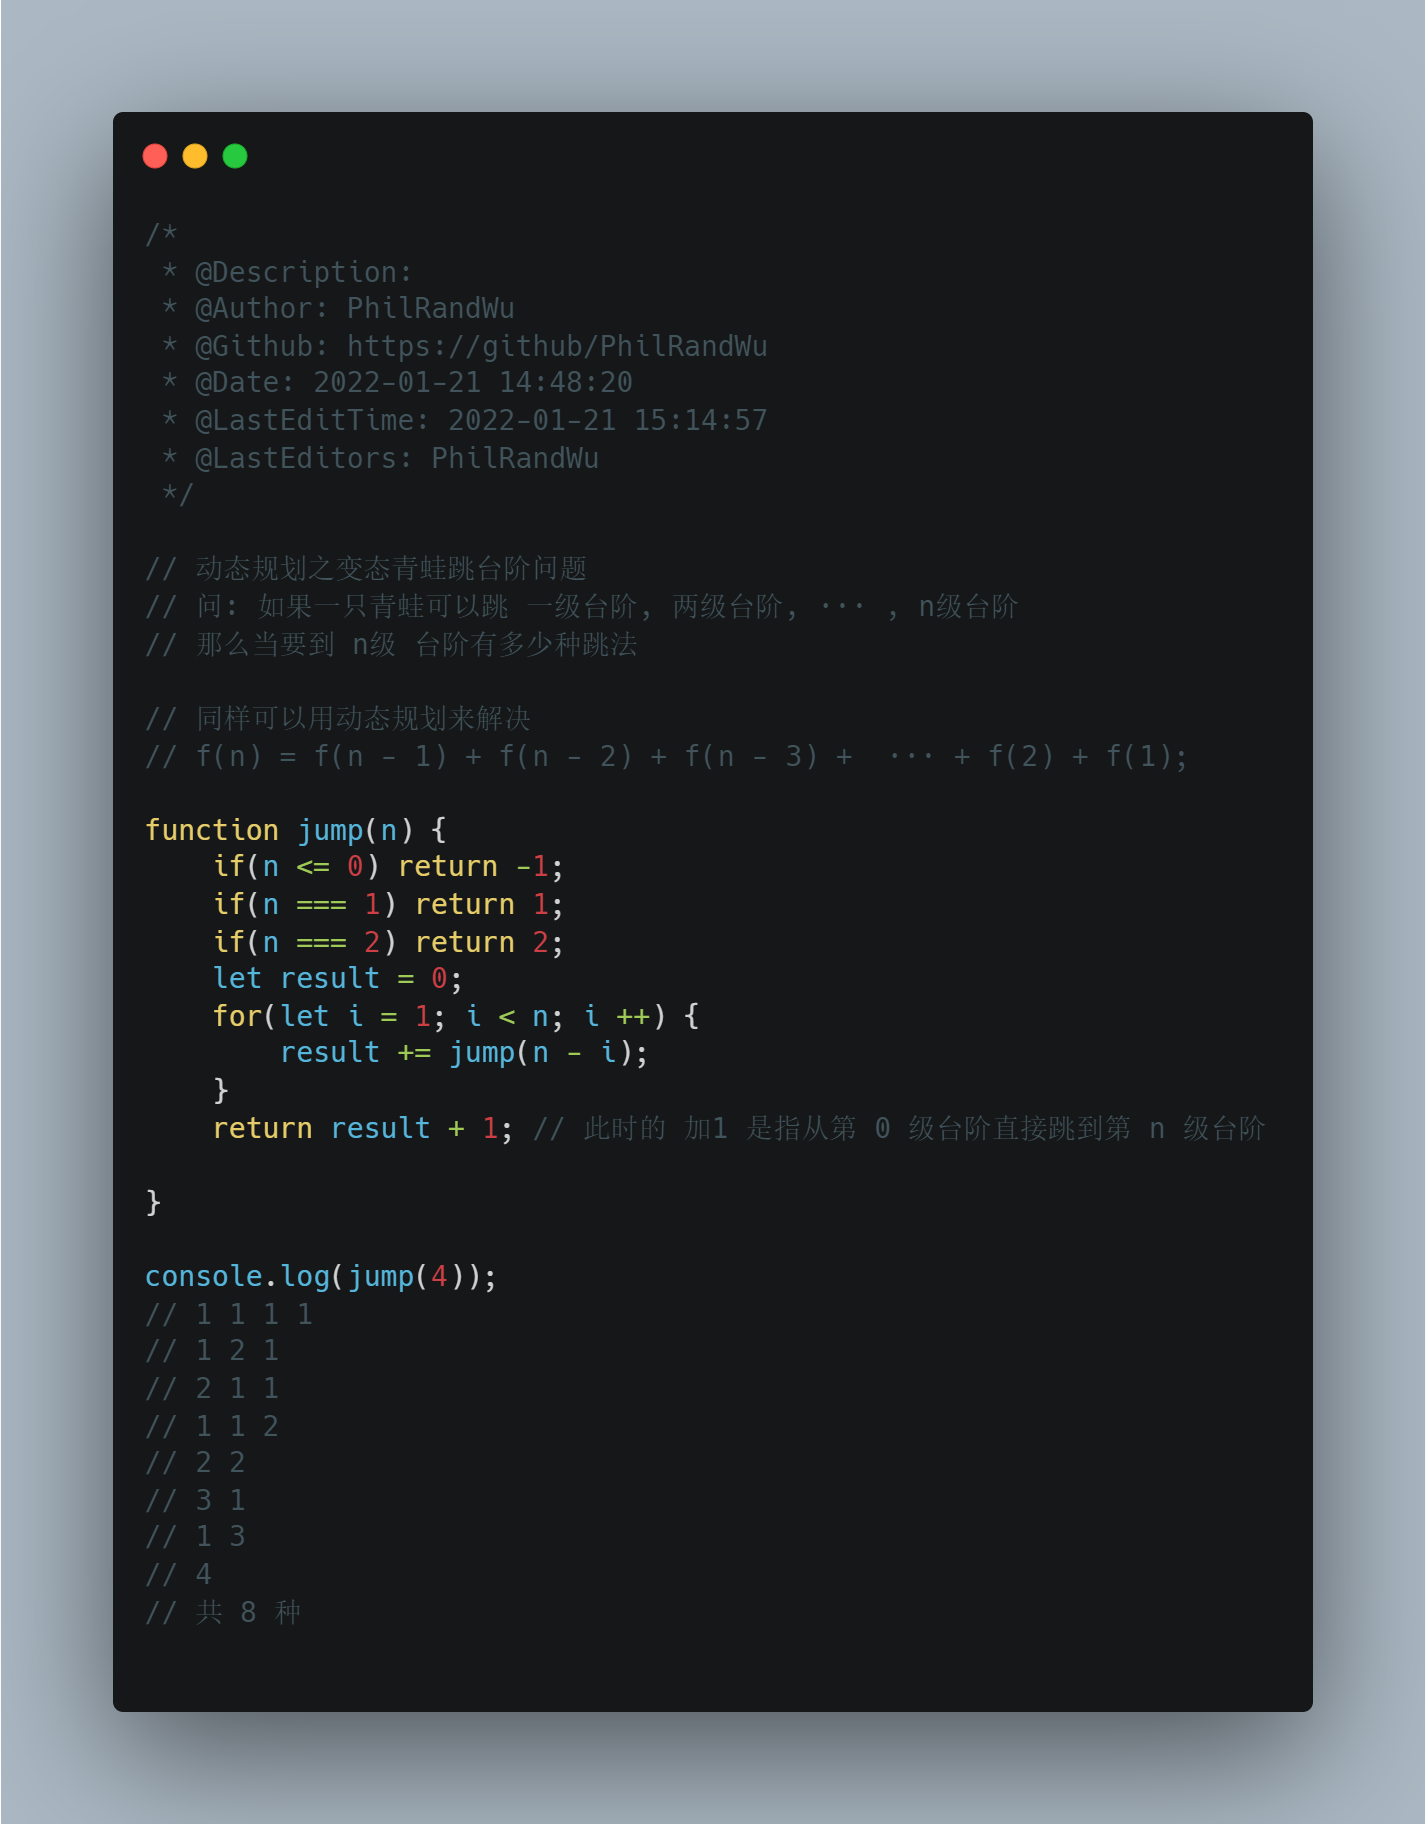 /*
 * @Description: 
 * @Author: PhilRandWu
 * @Github: https://github/PhilRandWu
 * @Date: 2022-01-21 14:48:20
 * @LastEditTime: 2022-01-21 15:14:57
 * @LastEditors: PhilRandWu
 */
// 动态规划之变态青蛙跳台阶问题
// 问: 如果一只青蛙可以跳 一级台阶, 两级台阶, ··· , n级台阶
// 那么当要到 n级 台阶有多少种跳法
// 同样可以用动态规划来解决
// f(n) = f(n - 1) + f(n - 2) + f(n - 3) +  ··· + f(2) + f(1);
function jump(n) {
    if(n <= 0) return -1;
    if(n === 1) return 1;
    if(n === 2) return 2;
    let result = 0;
    for(let i = 1; i < n; i ++) {
        result += jump(n - i);
    }
    return result + 1; // 此时的 加1 是指从第 0 级台阶直接跳到第 n 级台阶
}
console.log(jump(4));
// 1 1 1 1
// 1 2 1
// 2 1 1
// 1 1 2
// 2 2
// 3 1
// 1 3
// 4
// 共 8 种